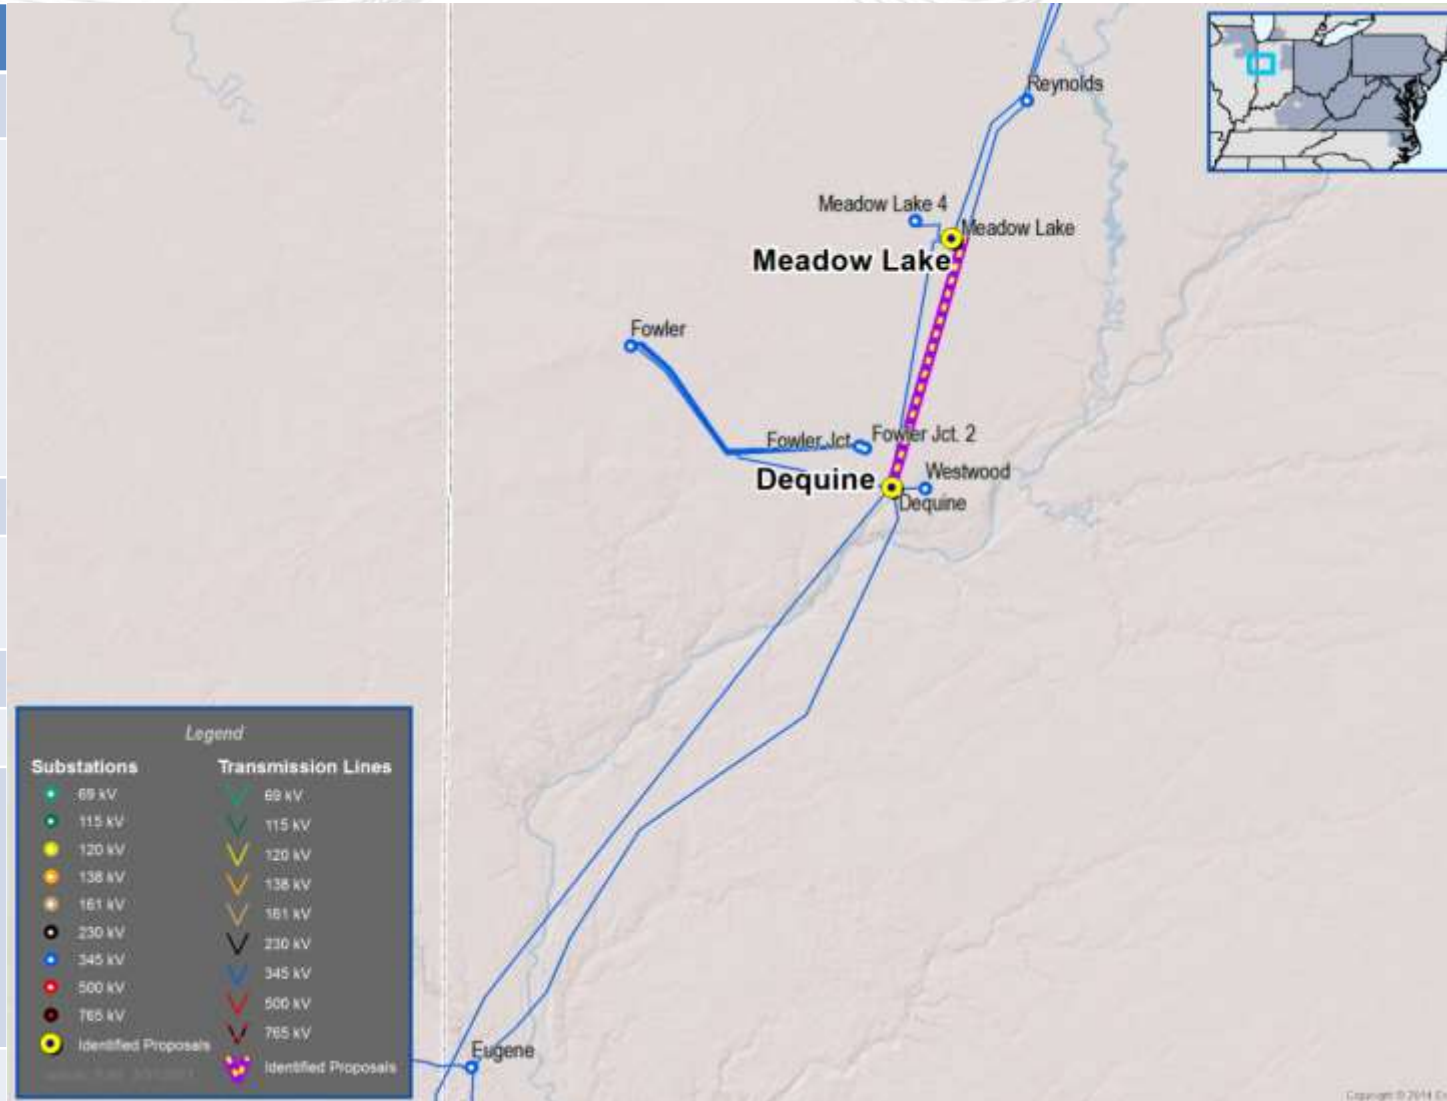 Reynolds
Meadow Lake 4
Meadow Lake
Meadow Lake
Fowler
Fowler Jct.
Fowler Jct. 2
Westwood
Dequine
Dequine
Eugene
Legend
Substations
69 kV
115 kV
120 kV
138 kV
161 kV
230 kV
345 kV
500 kV
765 kV
Identified Proposals
Transmission Lines
69 kV
115 kV
120 kV
138 kV
161 kV
230 kV
345 kV
500 kV
765 kV
Identified Proposals
Copyright © 2014